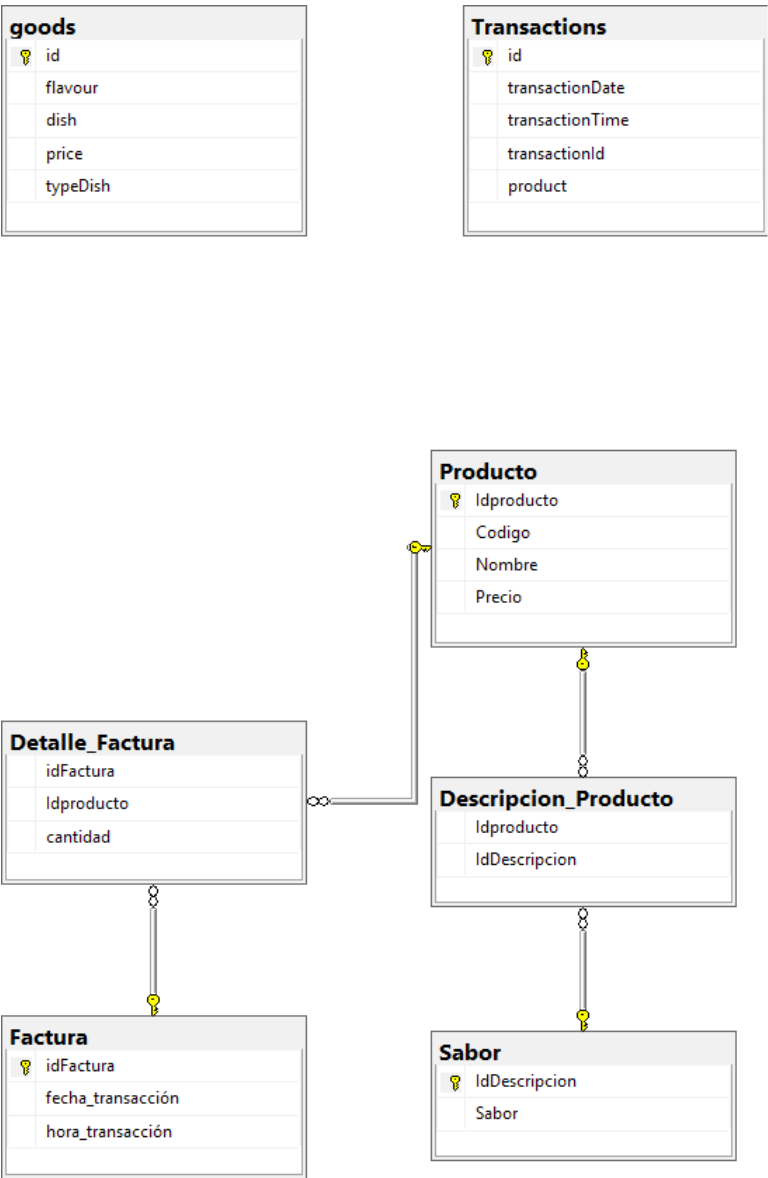 goods
id
flavour
dish
price
typeDish
Transactions
id
transactionDate
transactionTime
transactionId
product
Producto
Idproducto
Codigo
Nombre
Precio
Detalle_Factura
idFactura
Idproducto
cantidad
Descripcion_Producto
Idproducto
IdDescripcion
Factura
idFactura
fecha_transacción
hora_transacción
Sabor
IdDescripcion
Sabor